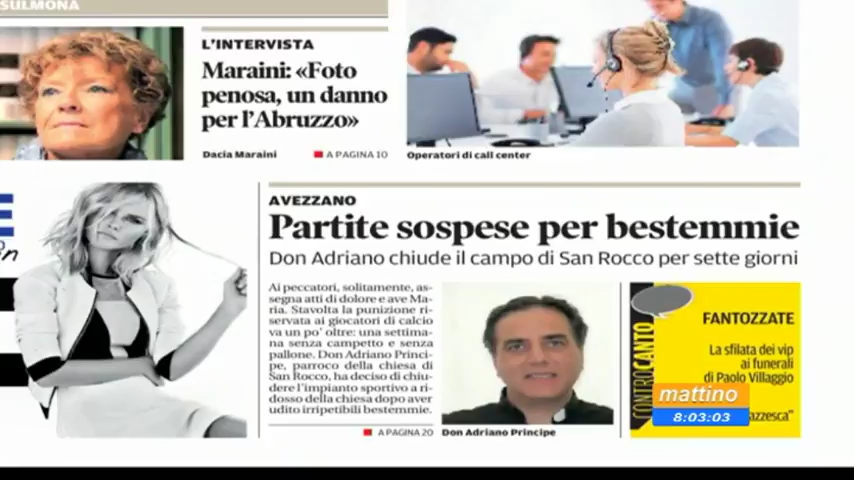 SULMONA
L'INTERVISTA
Maraini: «Foto
penosa, un danno
per l'Abruzzo»
Dacia Maraini
A PAGINA 10
Operatori di call center
AVEZZANO
Partite sospese per bestemmie
Don Adriano chiude il campo di San Rocco per sette giorni
Ai peccatori, solitamente, as-
segna atti di dolore e ave Ma-
ria. Stavolta la punizione ri-
servata ai giocatori di calcio
va un po' oltre: una settima-
na senza campetto e senza
pallone. Don Adriano Princi-
pe, parroco della chiesa di
San Rocco, ha deciso di chiu-
dere l'impianto sportivo a ri-
dosso della chiesa dopo aver
udito irripetibili bestemmie.
A PAGINA 20
Don Adriano Principe
CONTROCANTO
FANTOZZATE
La sfilata dei vip
ai funerali
di Paolo Villaggio
mattino
8:03:03